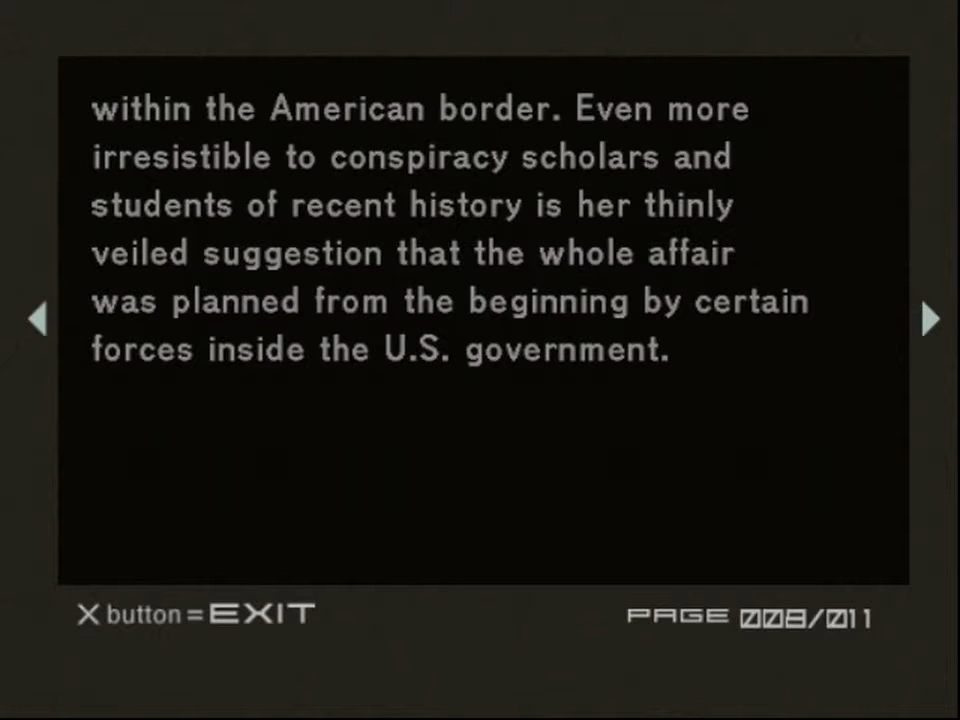 within the American border. Even more
irresistible to conspiracy scholars and
students of recent history is her thinly
veiled suggestion that the whole affair
was planned from the beginning by certain
forces inside the U.S. government.
X button = EXIT
PAGE 008/011